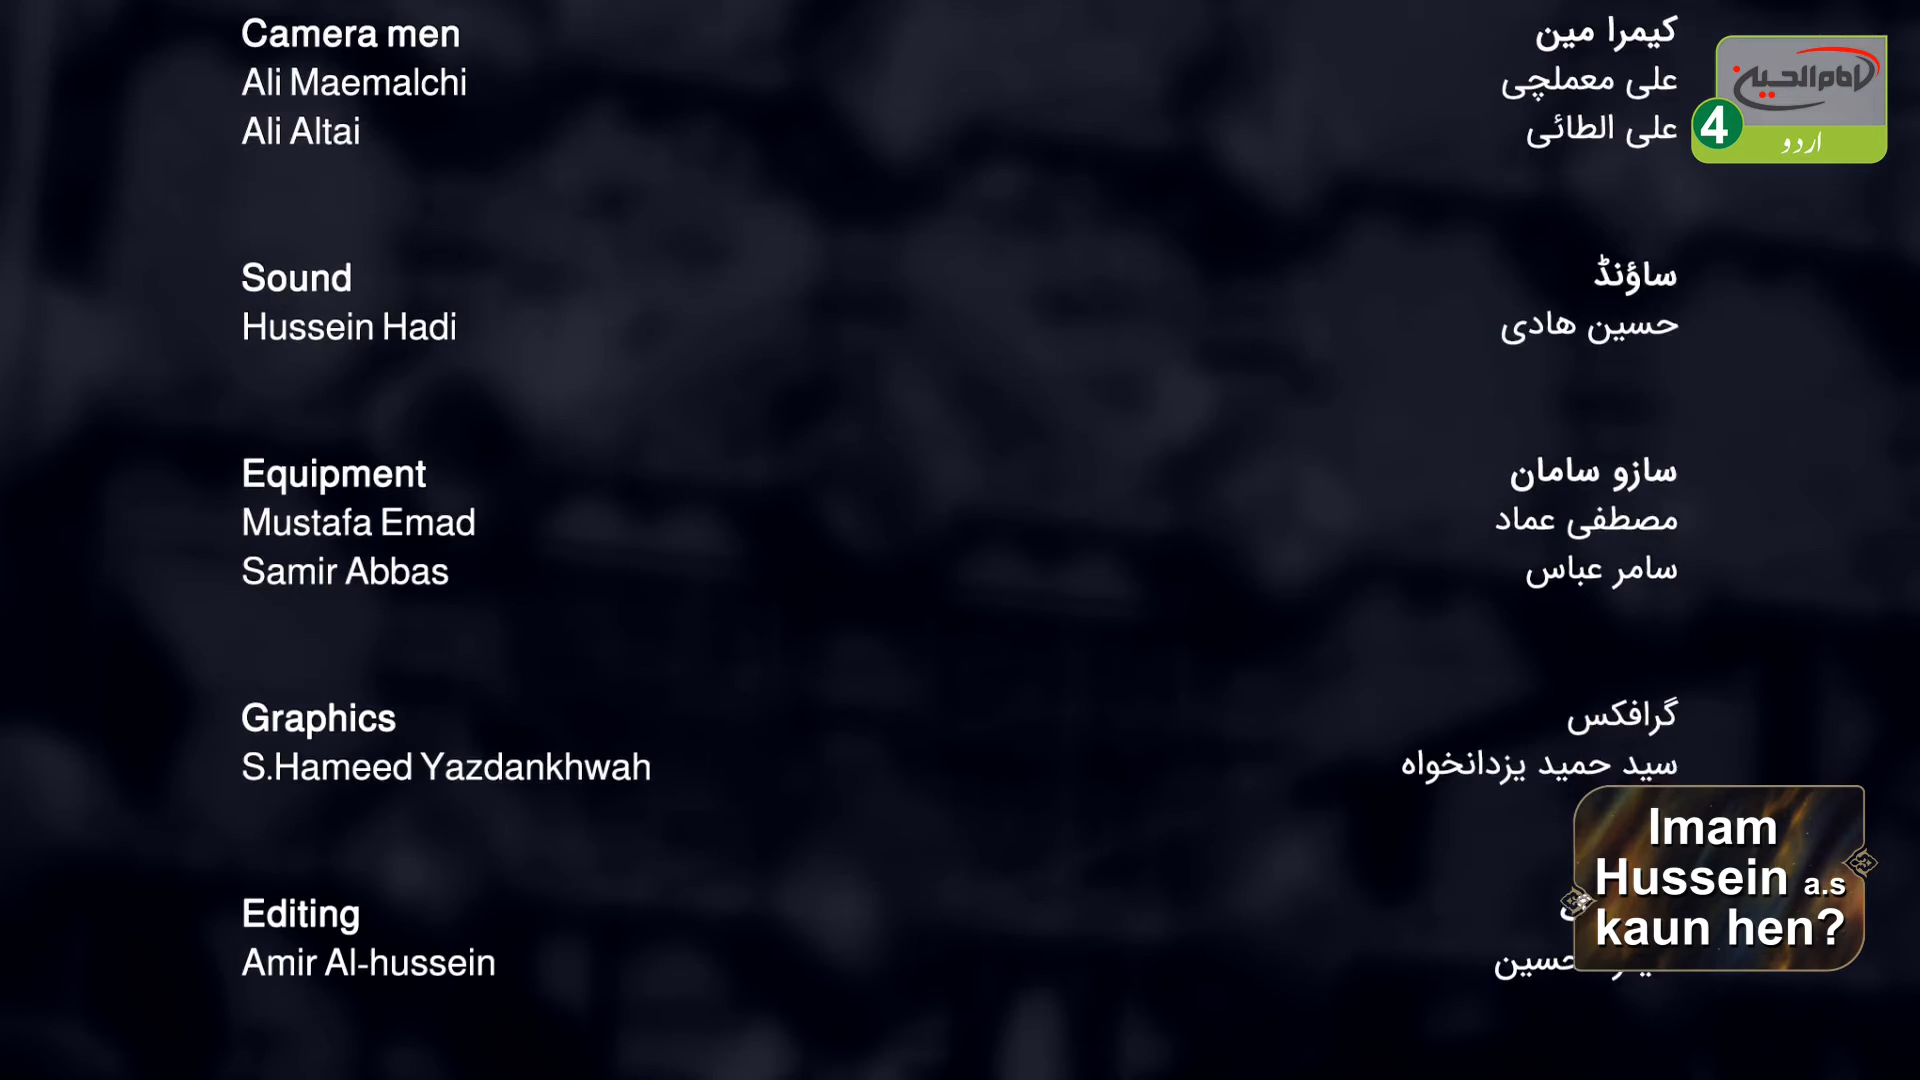 Camera men
Ali Maemalchi
Ali Altai
Sound
Hussein Hadi
Equipment
Mustafa Emad
Samir Abbas
Graphics
S.Hameed Yazdankhwah
Editing
Amir Al-hussein
کیمرا مین
علی معملچی
علی الطائی
ساؤنڈ
حسین هادی
سازو سامان
مصطفی عماد
سامر عباس
گرافکس
سید حمید یزدانخواه
امام الحسین
4
اردو
Imam
Hussein a.s
kaun hen?